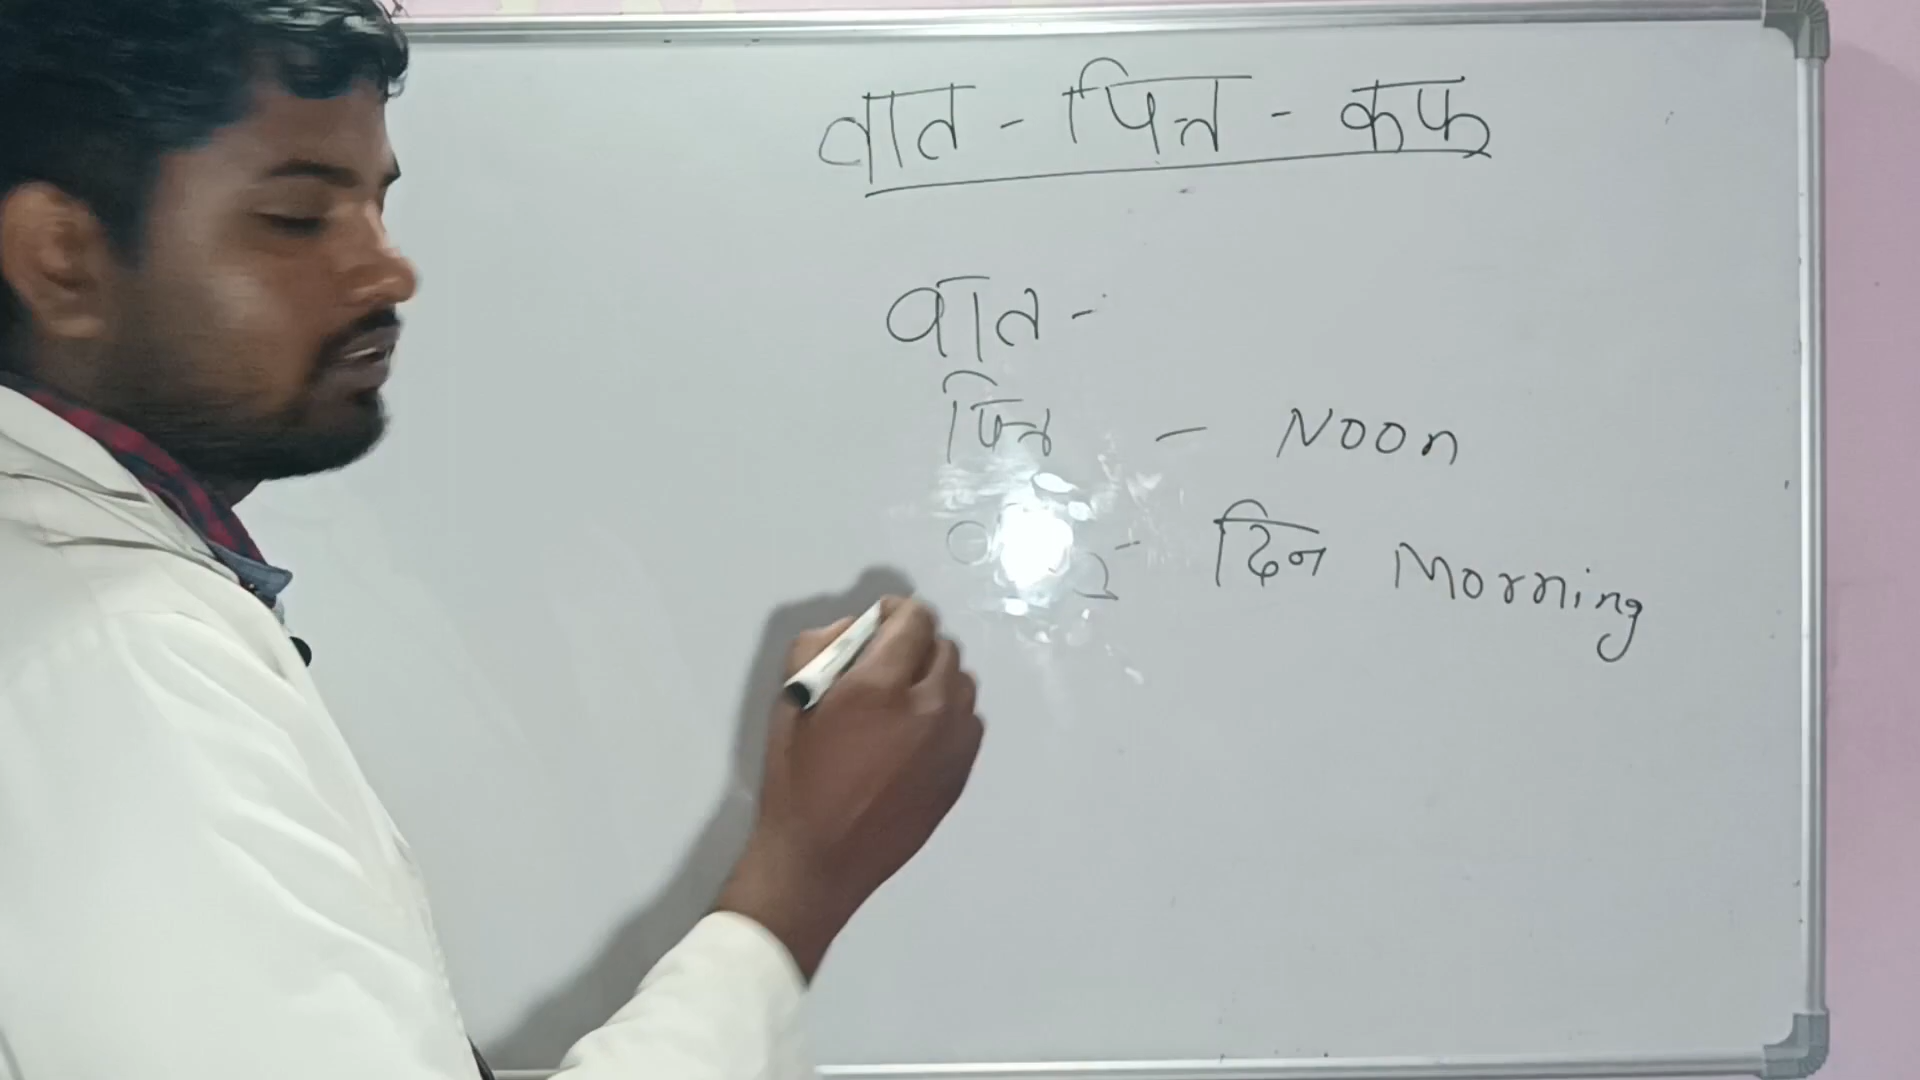 वात - पित्त - कफ
वात -
पित्त - Noon
- दिन Morning